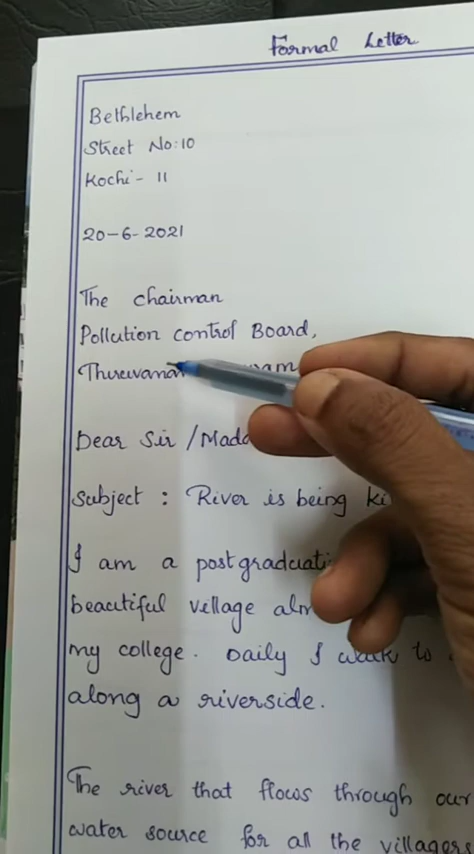 Formal Letter
Bethlehem
Street No:10
Kochi - 11
20-6-2021
The chairman
Pollution control Board,
Dear Sir /
Subject : River is being
I am a
beautiful village
my college. Daily I walk to
along a riverside.
The river that flows through our
water source for all the villagers